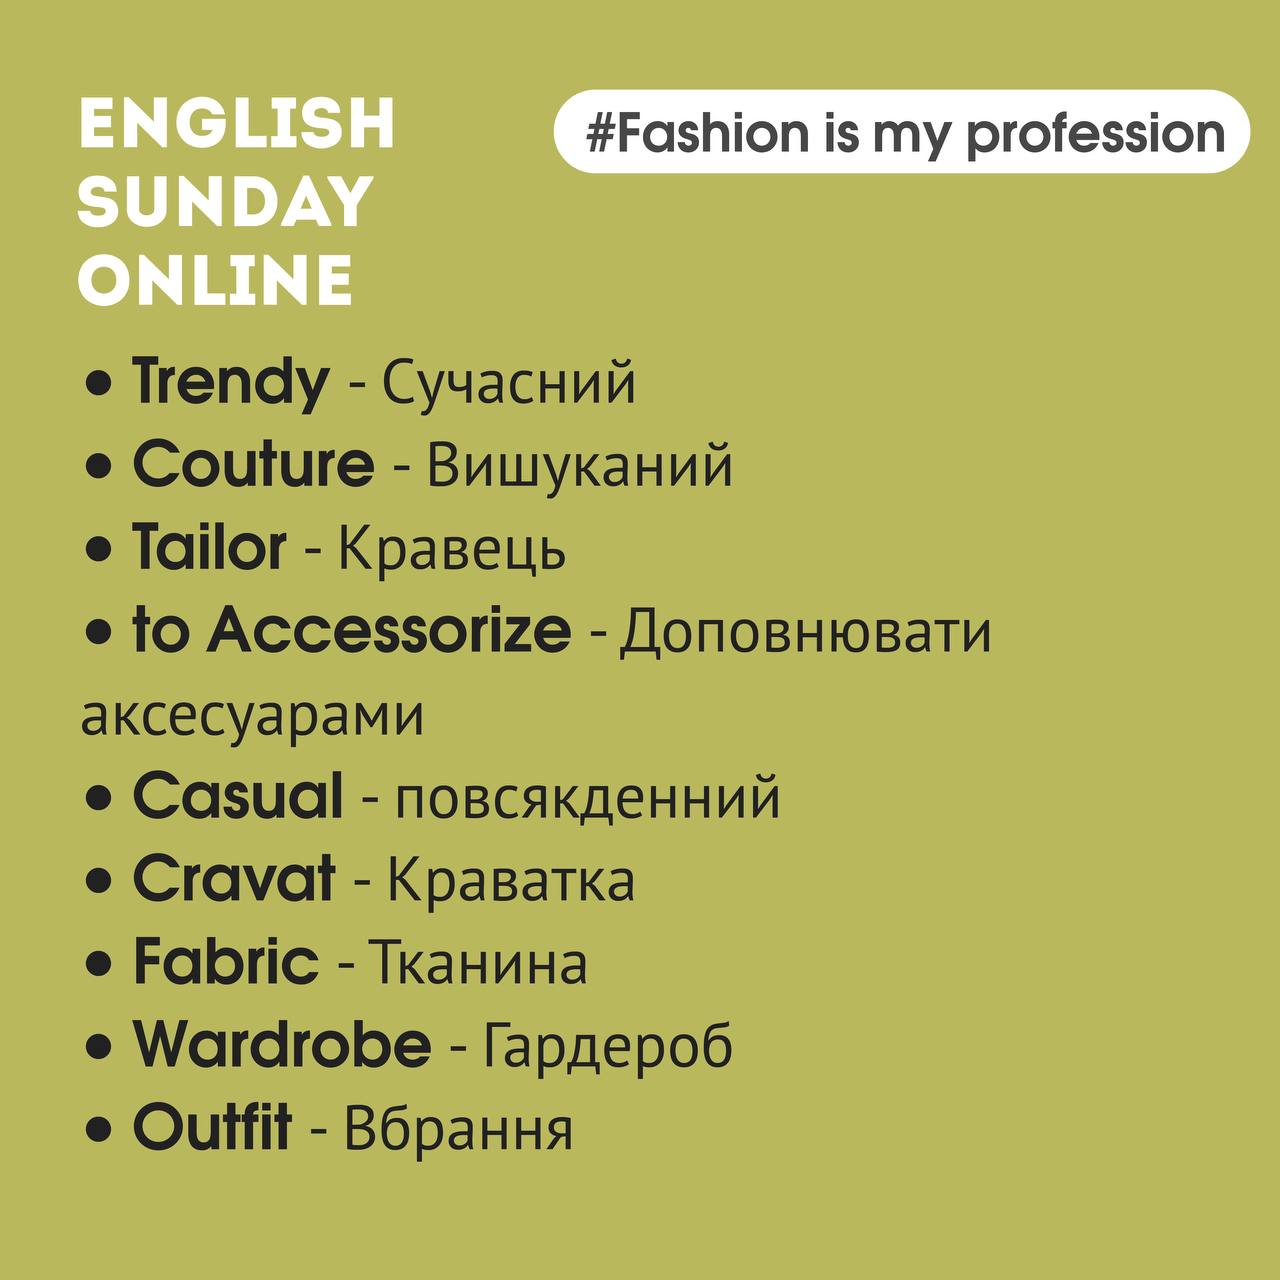 ENGLISH
SUNDAY
ONLINE
#Fashion is my profession
• Trendy - Сучасний
• Couture - Вишуканий
• Tailor - Кравець
• to Accessorize - Доповнювати
аксесуарами
• Casual - повсякденний
• Cravat - Краватка
• Fabric - Тканина
• Wardrobe - Гардероб
• Outfit - Вбрання